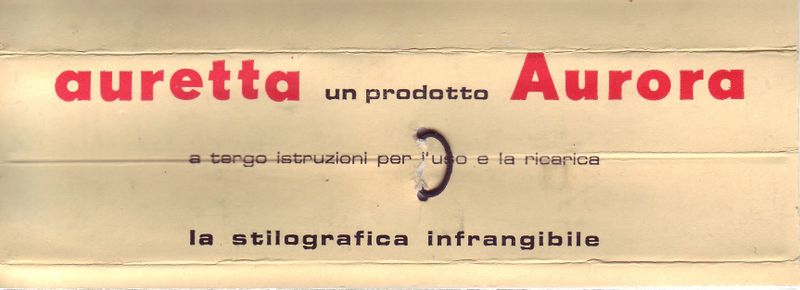 auretta un prodotto Aurora
a tergo istruzioni per l'uso e la ricarica
la stilografica infrangibile